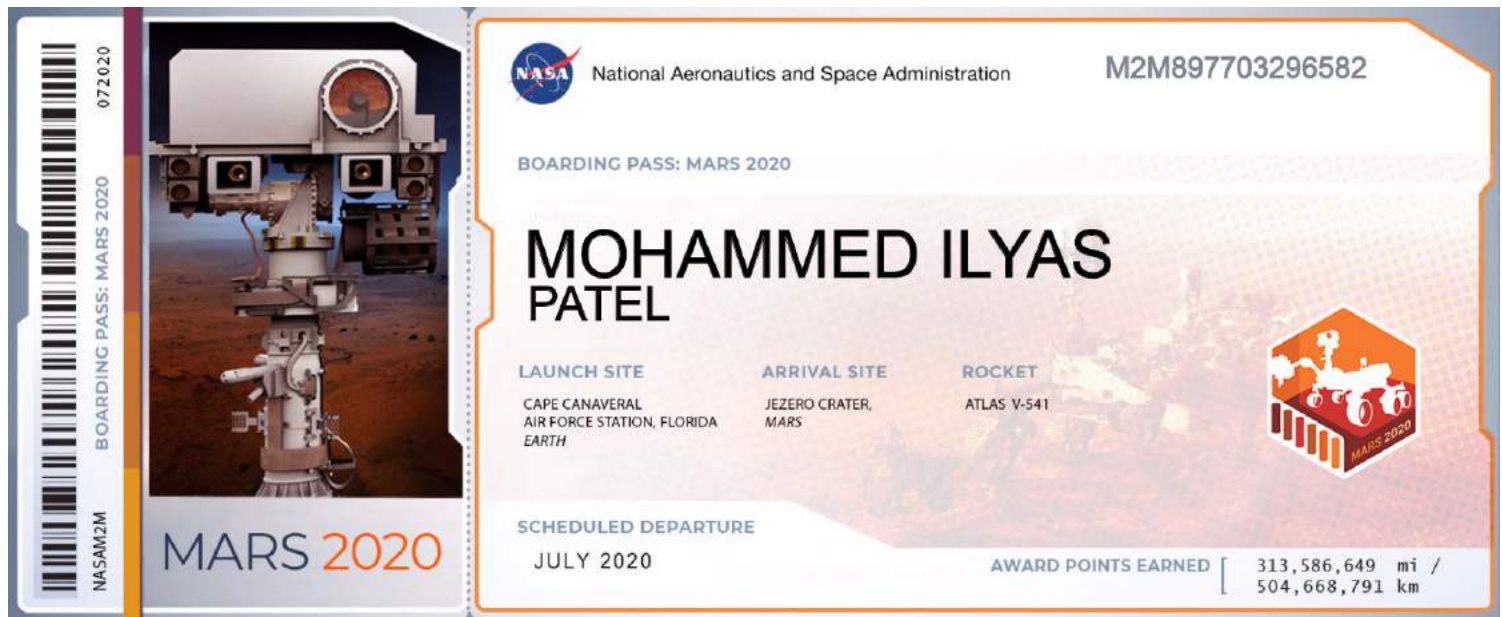 072020
BOARDING PASS: MARS 2020
NASAM2M
MARS 2020
NASA
National Aeronautics and Space Administration
M2M897703296582
BOARDING PASS: MARS 2020
MOHAMMED ILYAS
PATEL
LAUNCH SITE
CAPE CANAVERAL
AIR FORCE STATION, FLORIDA
EARTH
ARRIVAL SITE
JEZERO CRATER,
MARS
ROCKET
ATLAS V-541
MARS 2020
SCHEDULED DEPARTURE
JULY 2020
AWARD POINTS EARNED
313,586,649 mi /
504,668,791 km